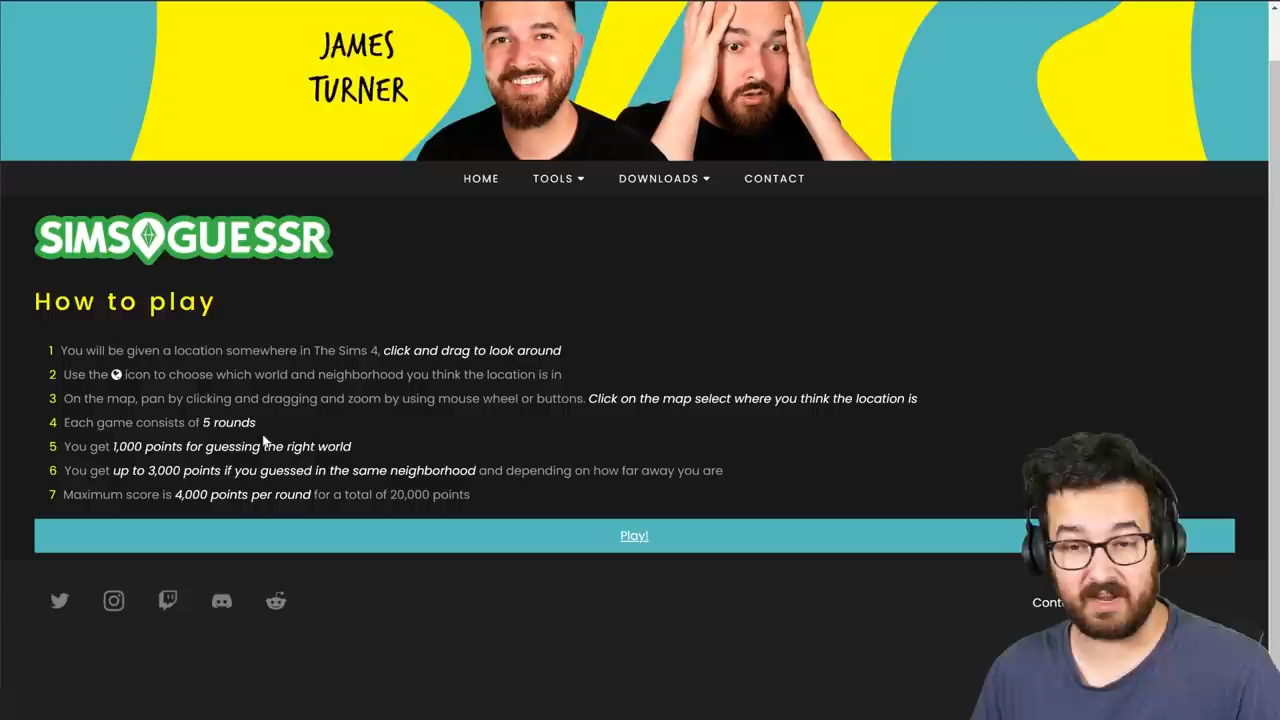 JAMES
TURNER
HOME TOOLS DOWNLOADS CONTACT
SIMSGUESSR
How to play
1 You will be given a location somewhere in The Sims 4, click and drag to look around
2 Use the icon to choose which world and neighborhood you think the location is in
3 On the map, pan by clicking and dragging and zoom by using mouse wheel or buttons. Click on the map select where you think the location is
4 Each game consists of 5 rounds
5 You get 1,000 points for guessing the right world
6 You get up to 3,000 points if you guessed in the same neighborhood and depending on how far away you are
7 Maximum score is 4,000 points per round for a total of 20,000 points
Play!